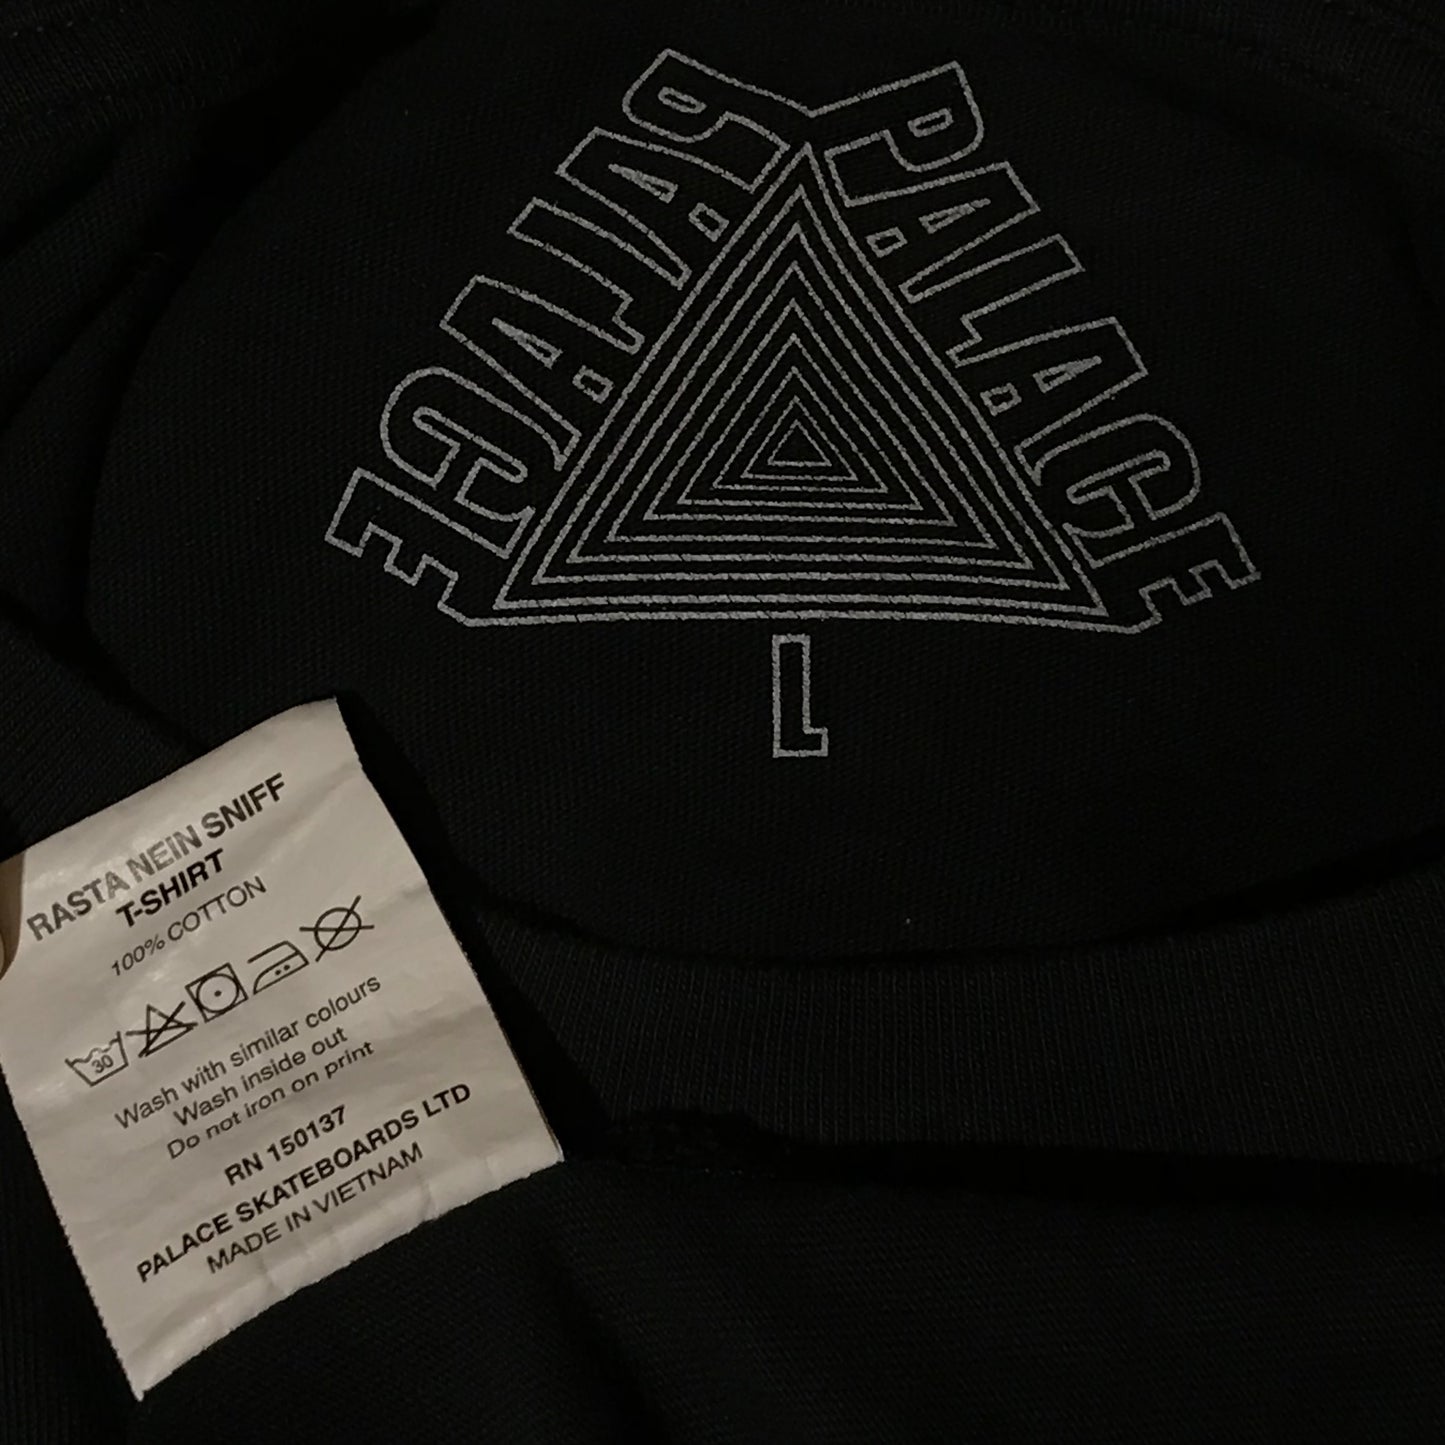 PALACE
PALACE
L
RASTA NEIN SNIFF
T-SHIRT
100% COTTON
30
Wash with similar colours
Wash inside out
Do not iron on print
RN 150137
PALACE SKATEBOARDS LTD
MADE IN VIETNAM